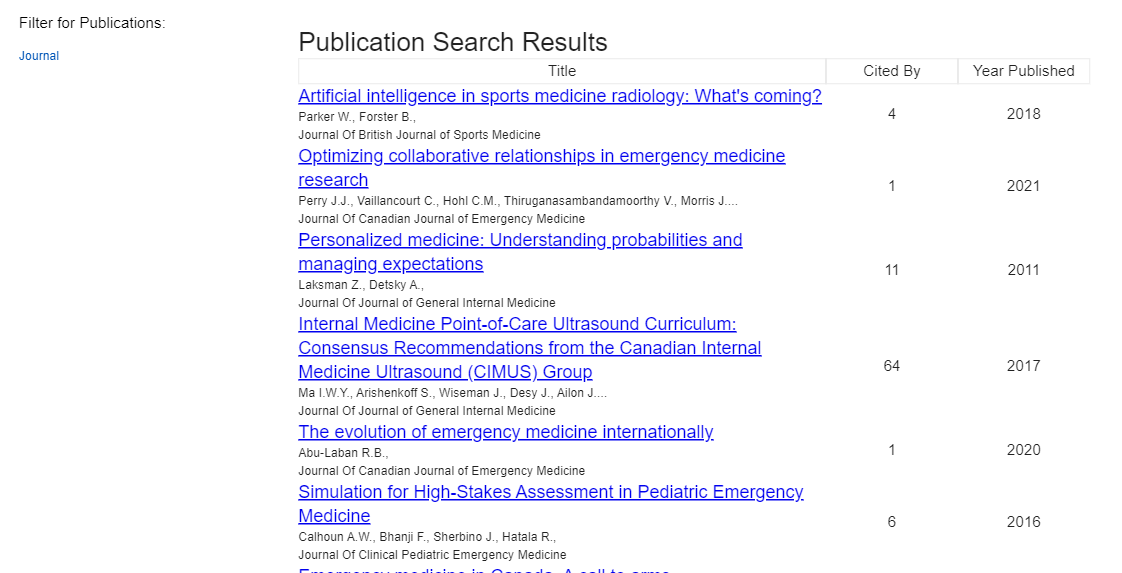 Filter for Publications:
Journal
Publication Search Results
Title Cited By Year Published
Artificial intelligence in sports medicine radiology: What's coming?
Parker W., Forster B.,
Journal Of British Journal of Sports Medicine
4 2018
Optimizing collaborative relationships in emergency medicine
research
Perry J.J., Vaillancourt C., Hohl C.M., Thiruganasambandamoorthy V., Morris J....
Journal Of Canadian Journal of Emergency Medicine
1 2021
Personalized medicine: Understanding probabilities and
managing expectations
Laksman Z., Detsky A.,
Journal Of Journal of General Internal Medicine
11 2011
Internal Medicine Point-of-Care Ultrasound Curriculum:
Consensus Recommendations from the Canadian Internal
Medicine Ultrasound (CIMUS) Group
Ma I.W.Y., Arishenkoff S., Wiseman J., Desy J., Ailon J....
Journal Of Journal of General Internal Medicine
64 2017
The evolution of emergency medicine internationally
Abu-Laban R.B.,
Journal Of Canadian Journal of Emergency Medicine
1 2020
Simulation for High-Stakes Assessment in Pediatric Emergency
Medicine
Calhoun A.W., Bhanji F., Sherbino J., Hatala R.,
Journal Of Clinical Pediatric Emergency Medicine
6 2016
Emergency medicine in Canada: A call to arms